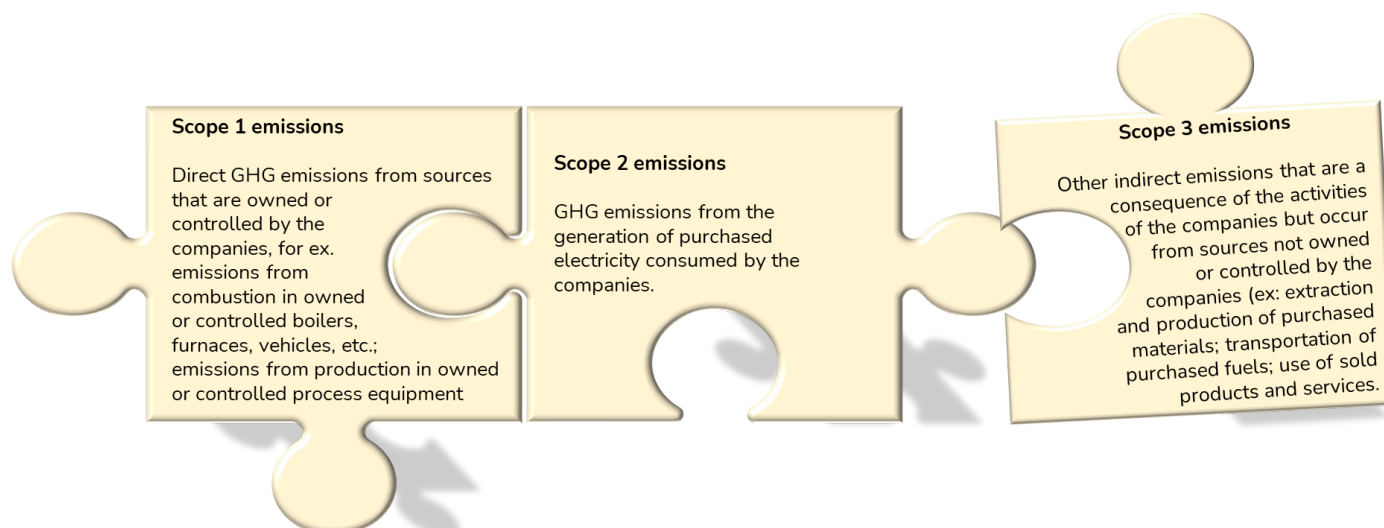 Scope 1 emissions
Direct GHG emissions from sources
that are owned or
controlled by the
companies, for ex.
emissions from
combustion in owned
or controlled boilers,
furnaces, vehicles, etc.;
emissions from production in owned
or controlled process equipment
Scope 2 emissions
GHG emissions from the
generation of purchased
electricity consumed by the
companies.
Scope 3 emissions
Other indirect emissions that are a
consequence of the activities
of the companies but occur
from sources not owned
or controlled by the
companies (ex: extraction
and production of purchased
materials; transportation of
purchased fuels; use of sold
products and services.